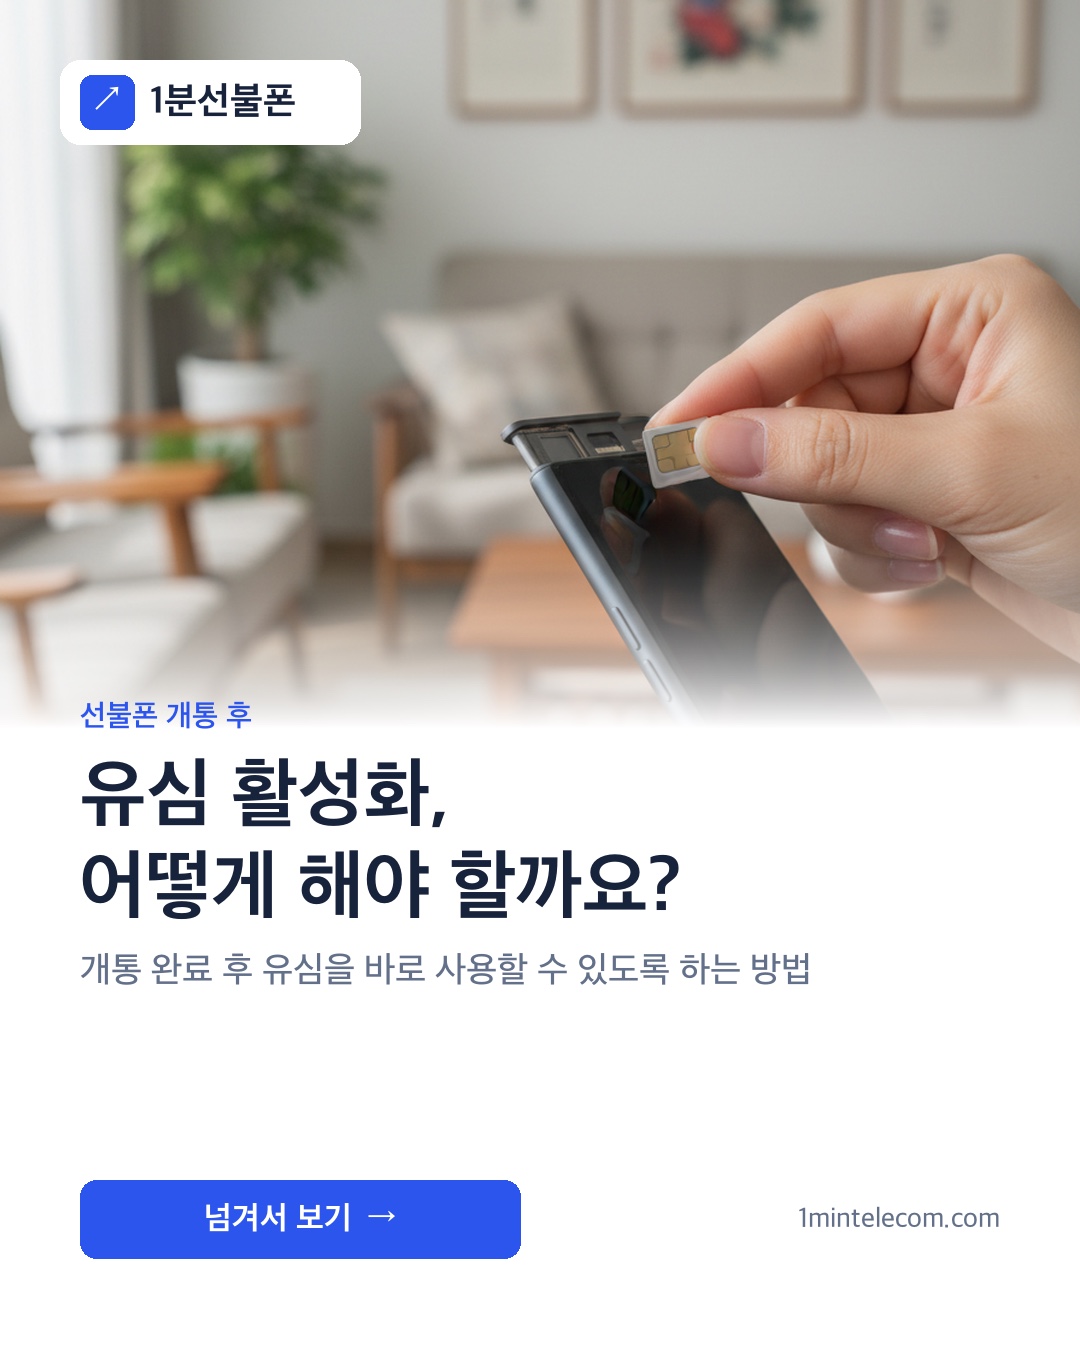 1분선불폰
선불폰 개통 후
유심 활성화,
어떻게 해야 할까요?
개통 완료 후 유심을 바로 사용할 수 있도록 하는 방법
넘겨서 보기 →
1mintelecom.com